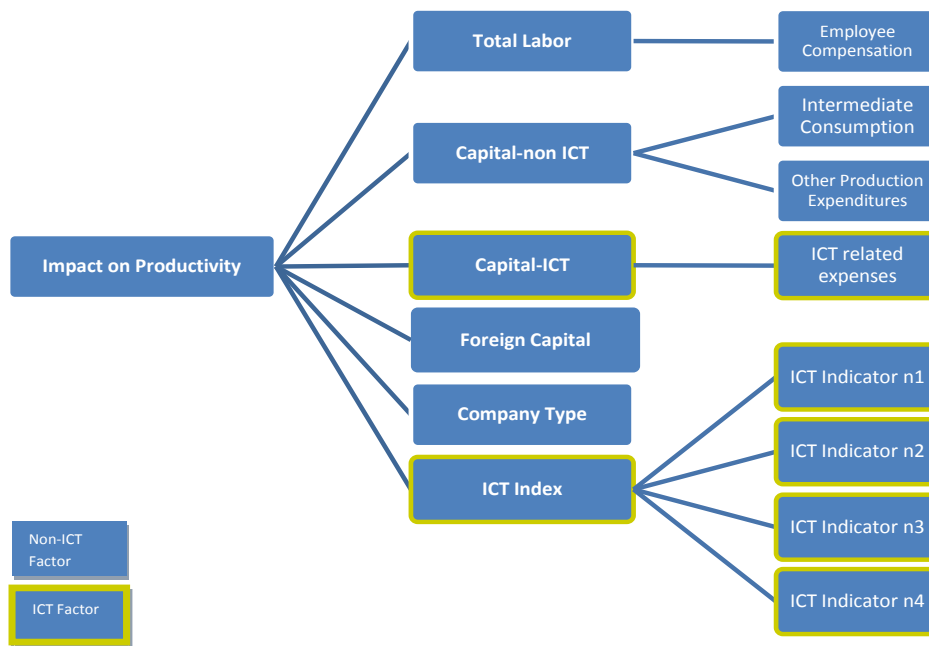 Total Labor
Employee
Compensation
Intermediate
Consumption
Capital-non ICT
Other Production
Expenditures
Impact on Productivity
Capital-ICT
ICT related
expenses
Foreign Capital
ICT Indicator n1
Company Type
ICT Indicator n2
ICT Index
ICT Indicator n3
Non-ICT
Factor
ICT Indicator n4
ICT Factor